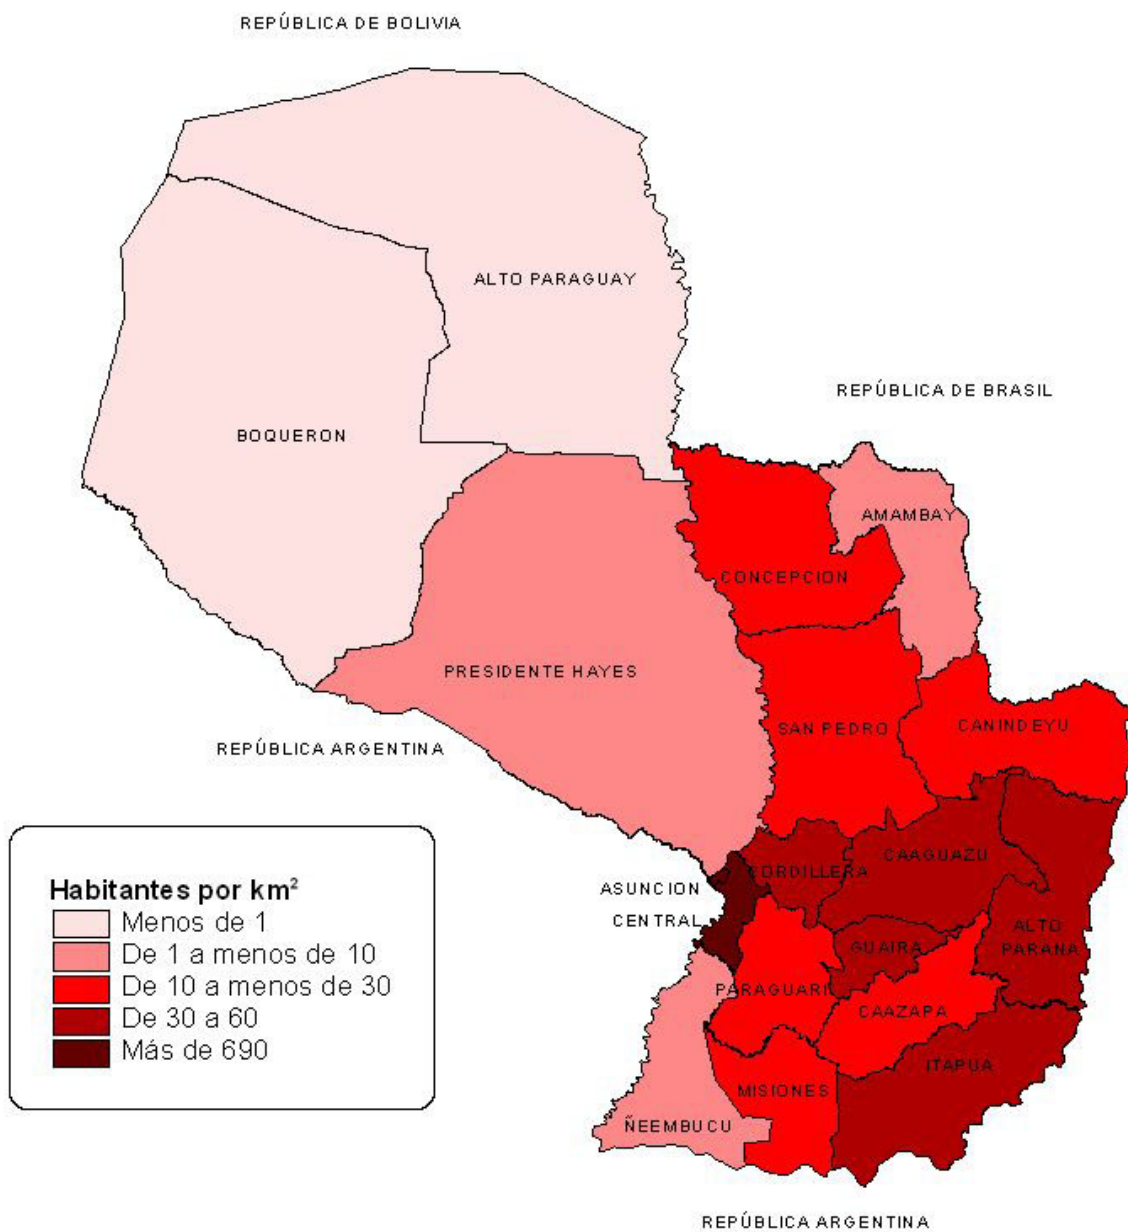 REPÚBLICA DE BOLIVIA
ALTO PARAGUAY
REPÚBLICA DE BRASIL
BOQUERON
AMAMBAY
CONCEPCION
PRESIDENTE HAYES
SAN PEDRO
CANINDEYU
REPÚBLICA ARGENTINA
CAAGUAZU
CORDILLERA
ASUNCION
CENTRAL
ALTO
PARANA
GUAIRA
PARAGUARI
CAAZAPA
ITAPUA
MISIONES
ÑEEMBUCU
Habitantes por km²
Menos de 1
De 1 a menos de 10
De 10 a menos de 30
De 30 a 60
Más de 690
REPÚBLICA ARGENTINA